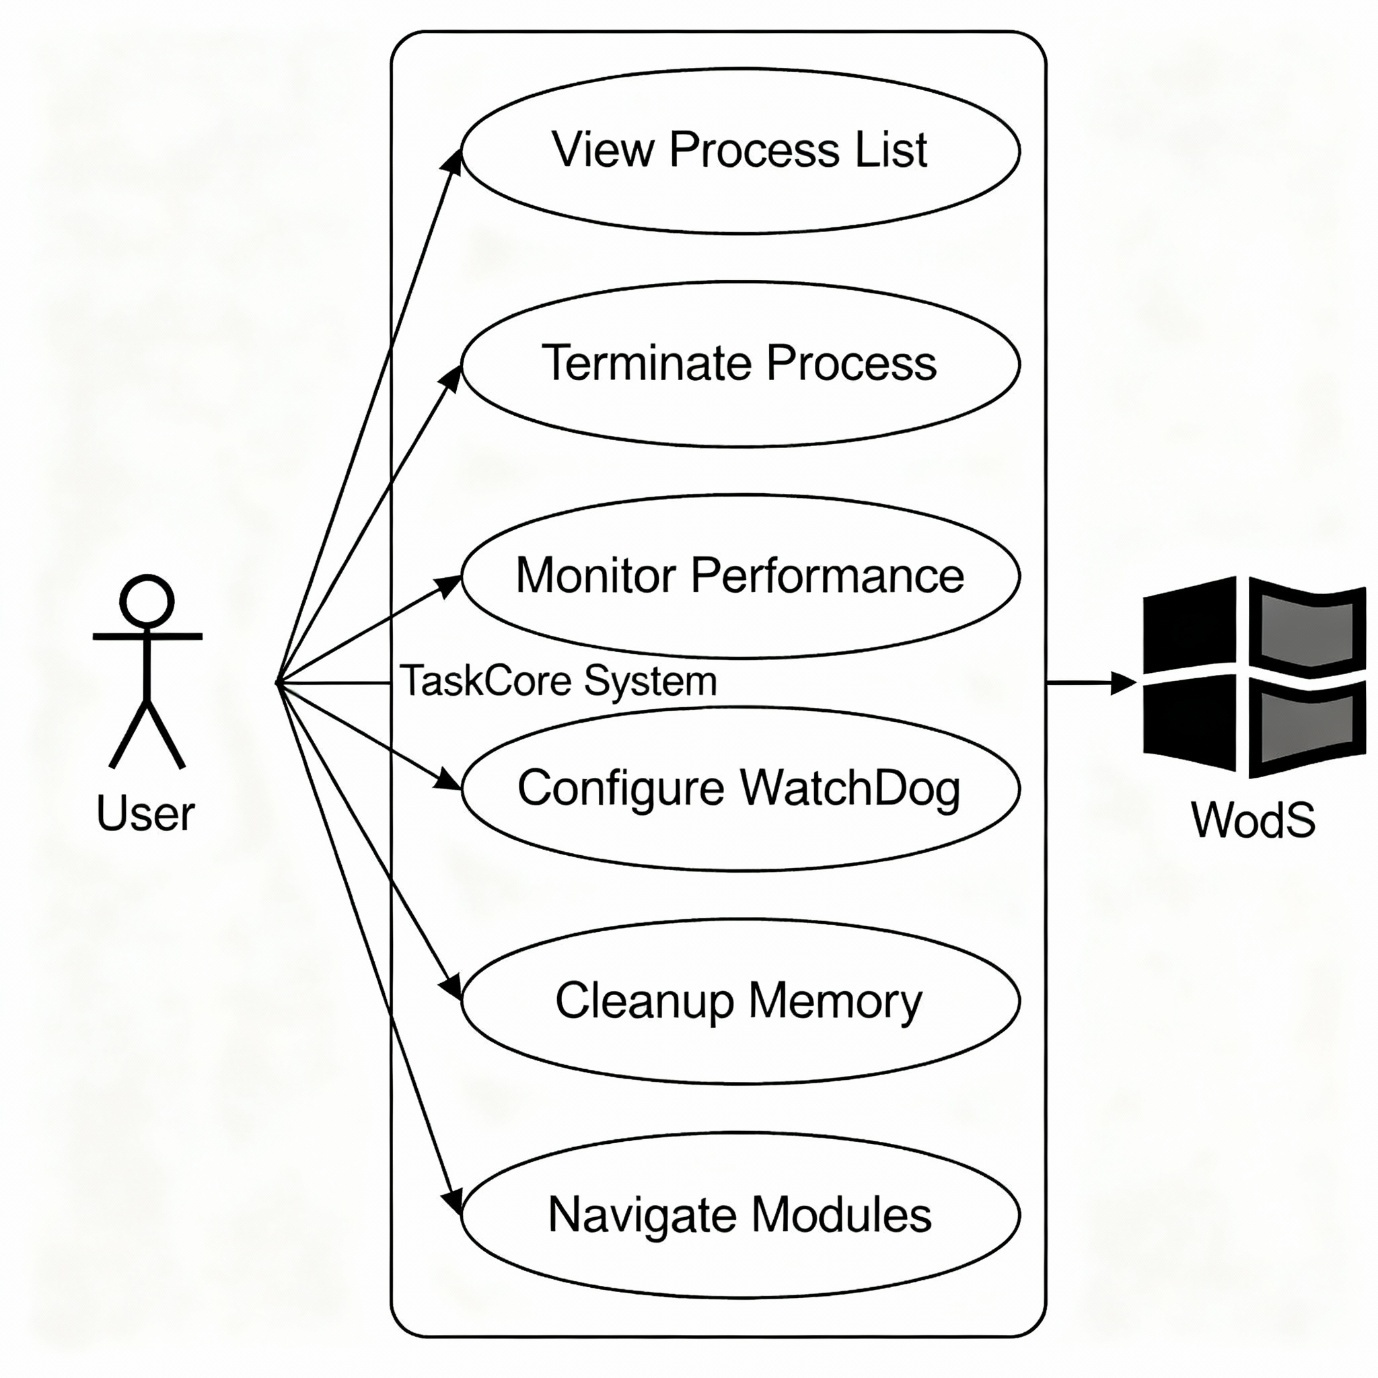 View Process List
Terminate Process
Monitor Performance
TaskCore System
Configure WatchDog
Cleanup Memory
Navigate Modules
User
WodS